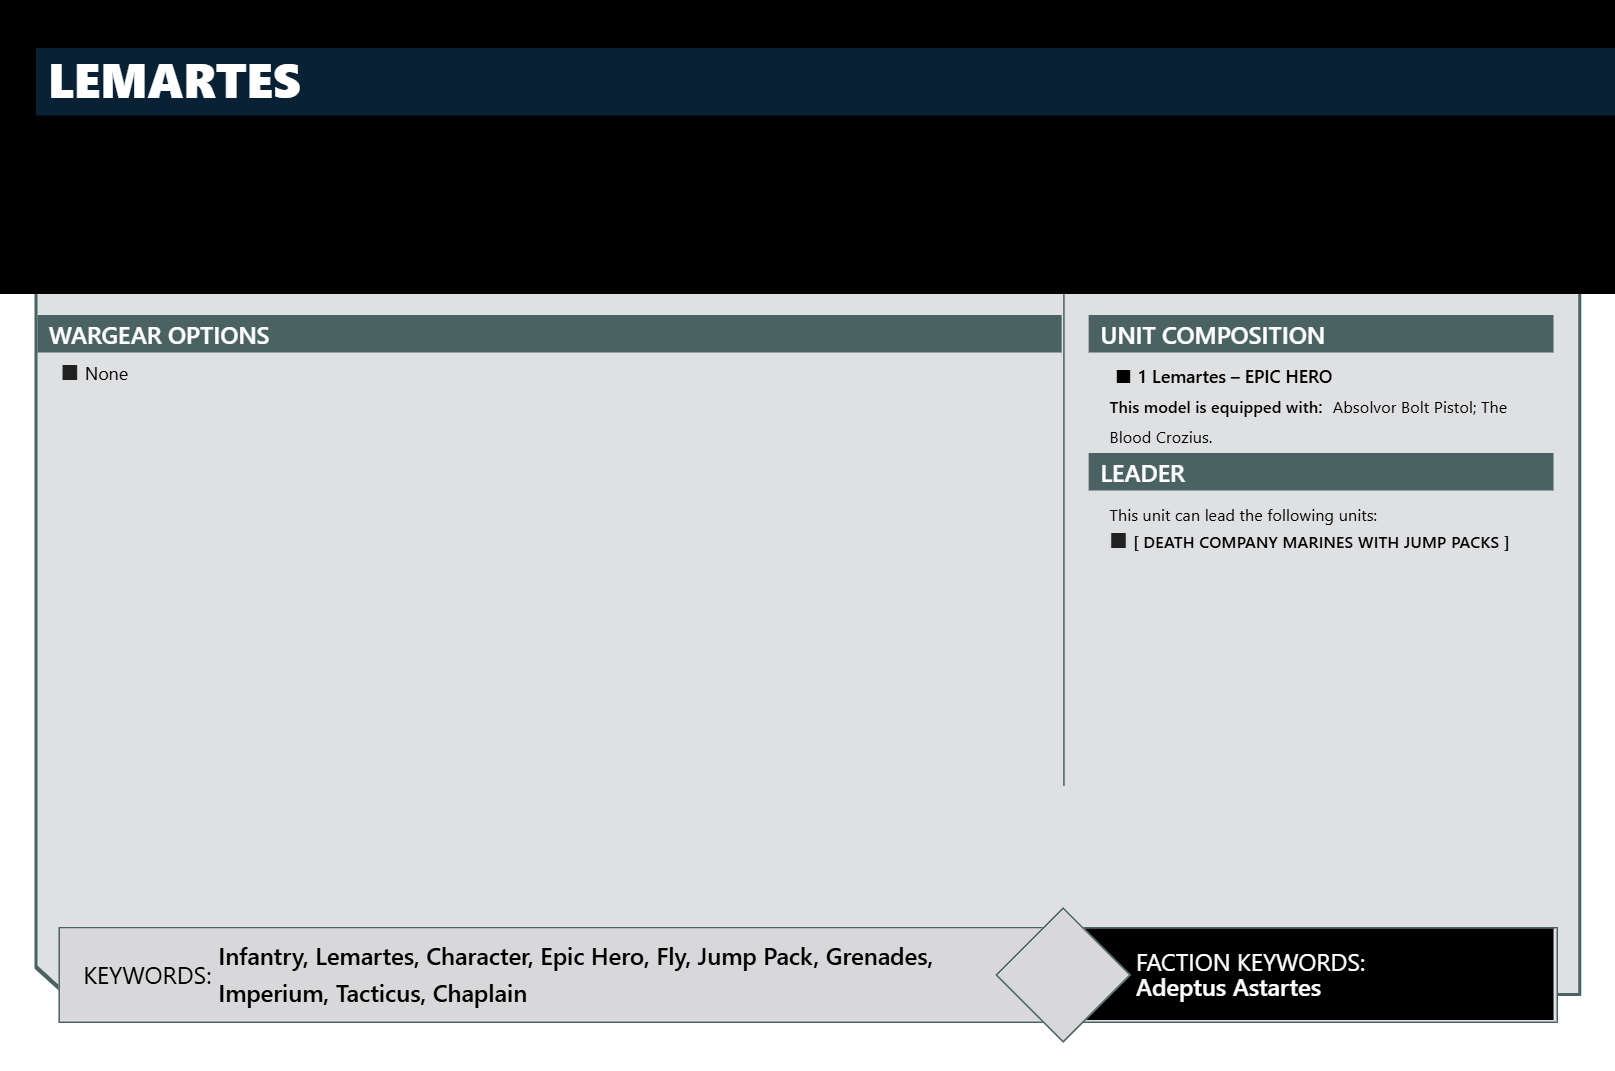 LEMARTES
WARGEAR OPTIONS
None
UNIT COMPOSITION
1 Lemartes – EPIC HERO
This model is equipped with: Absolvor Bolt Pistol; The
Blood Crozius.
LEADER
This unit can lead the following units:
[ DEATH COMPANY MARINES WITH JUMP PACKS ]
KEYWORDS:
Infantry, Lemartes, Character, Epic Hero, Fly, Jump Pack, Grenades,
Imperium, Tacticus, Chaplain
FACTION KEYWORDS:
Adeptus Astartes